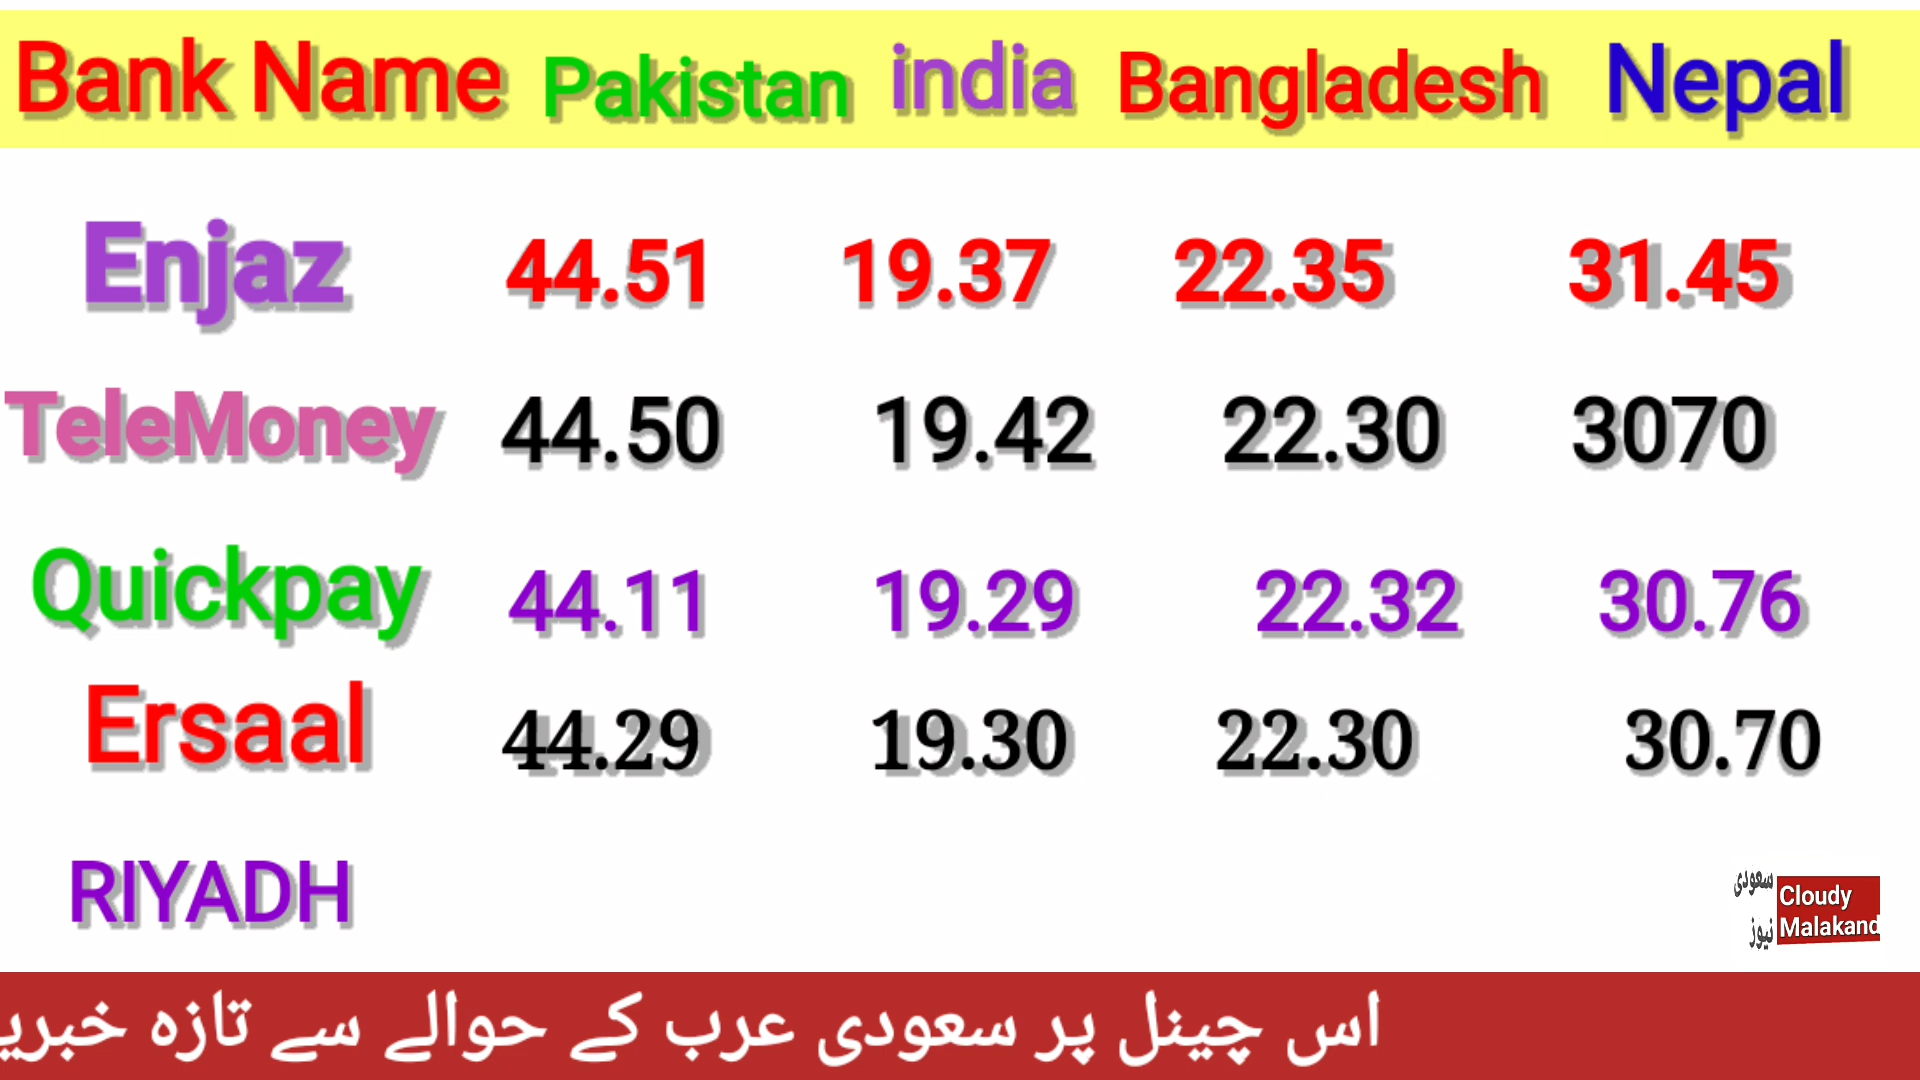 Bank Name Pakistan india Bangladesh Nepal
Enjaz 44.51 19.37 22.35 31.45
TeleMoney 44.50 19.42 22.30 3070
Quickpay 44.11 19.29 22.32 30.76
Ersaal 44.29 19.30 22.30 30.70
RIYADH
سعودی
نیوز
Cloudy
Malakand
اس چینل پر سعودی عرب کے حوالے سے تازہ